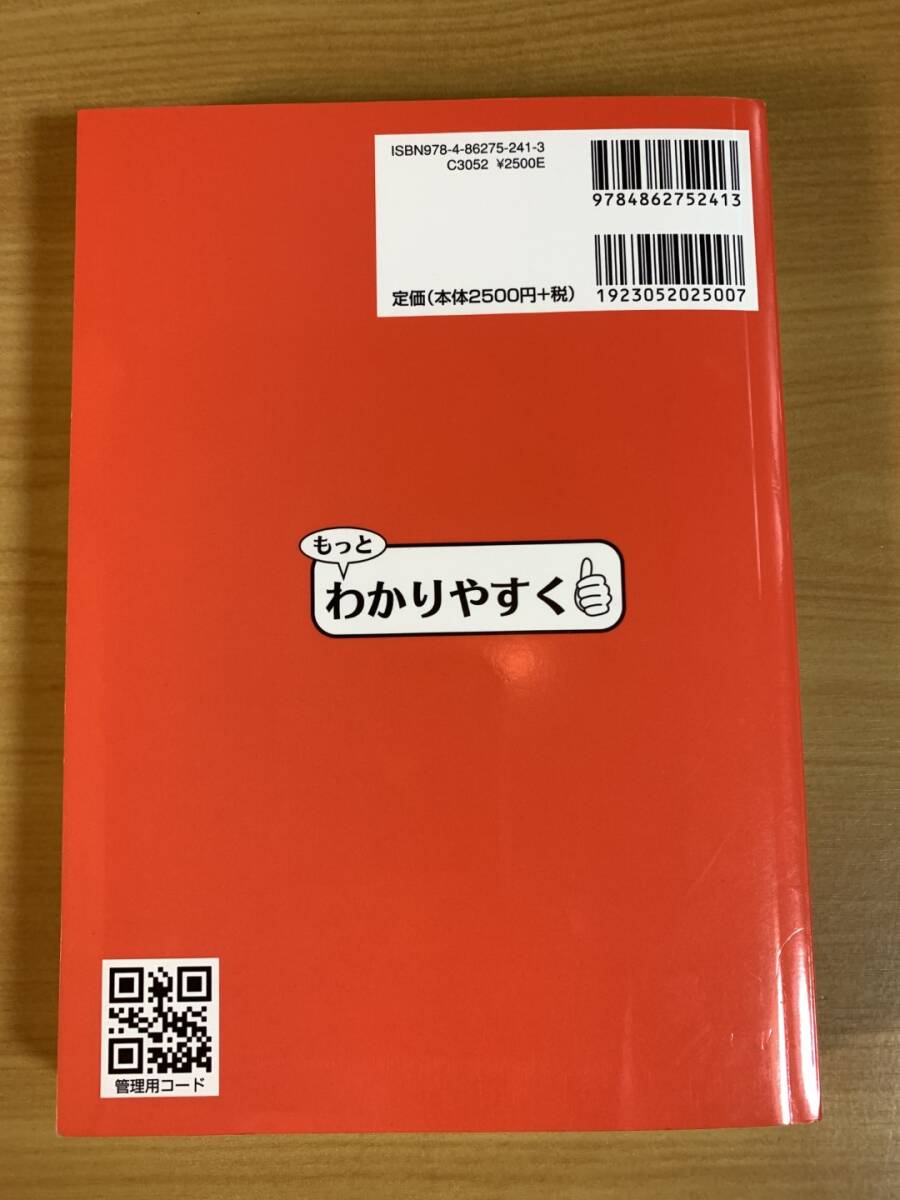 ISBN978-4-86275-241-3
C3052 ¥2500E
9784862752413
定価(本体2500円+税)
1923052025007
もっと
わかりやすく
管理用コード